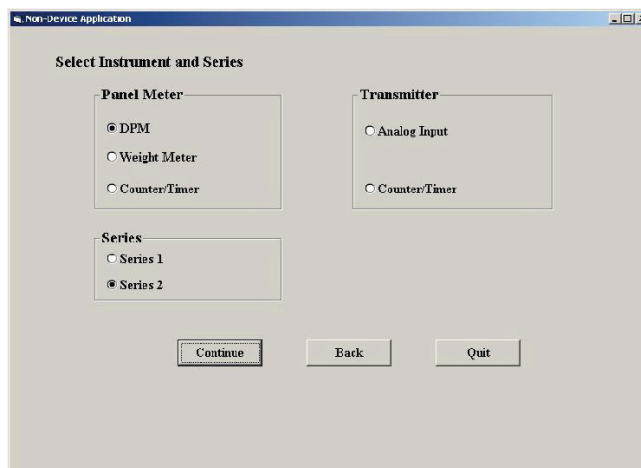 Non-Device Application
Select Instrument and Series
Panel Meter
DPM
Weight Meter
Counter/Timer
Transmitter
Analog Input
Counter/Timer
Series
Series 1
Series 2
Continue
Back
Quit